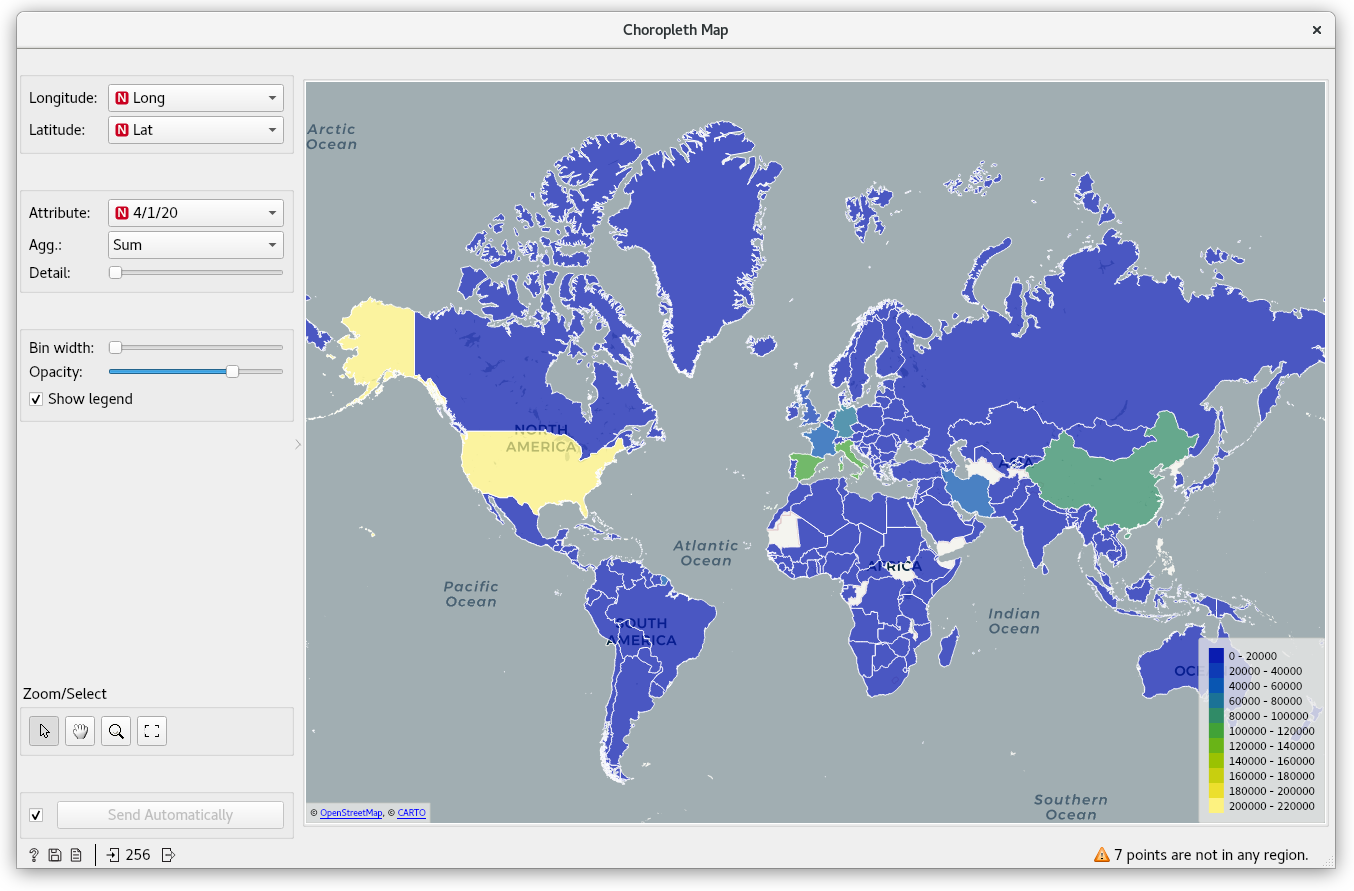 Choropleth Map
Longitude:
N Long
Latitude:
N Lat
Attribute:
N 4/1/20
Agg.:
Sum
Detail:
Bin width:
Opacity:
Show legend
Zoom/Select
Send Automatically
? 256
Arctic
Ocean
NORTH
AMERICA
ASIA
Atlantic
Ocean
AFRICA
Pacific
Ocean
Indian
Ocean
SOUTH
AMERICA
OCE
Southern
Ocean
0 - 20000
20000 - 40000
40000 - 60000
60000 - 80000
80000 - 100000
100000 - 120000
120000 - 140000
140000 - 160000
160000 - 180000
180000 - 200000
200000 - 220000
© OpenStreetMap, © CARTO
7 points are not in any region.